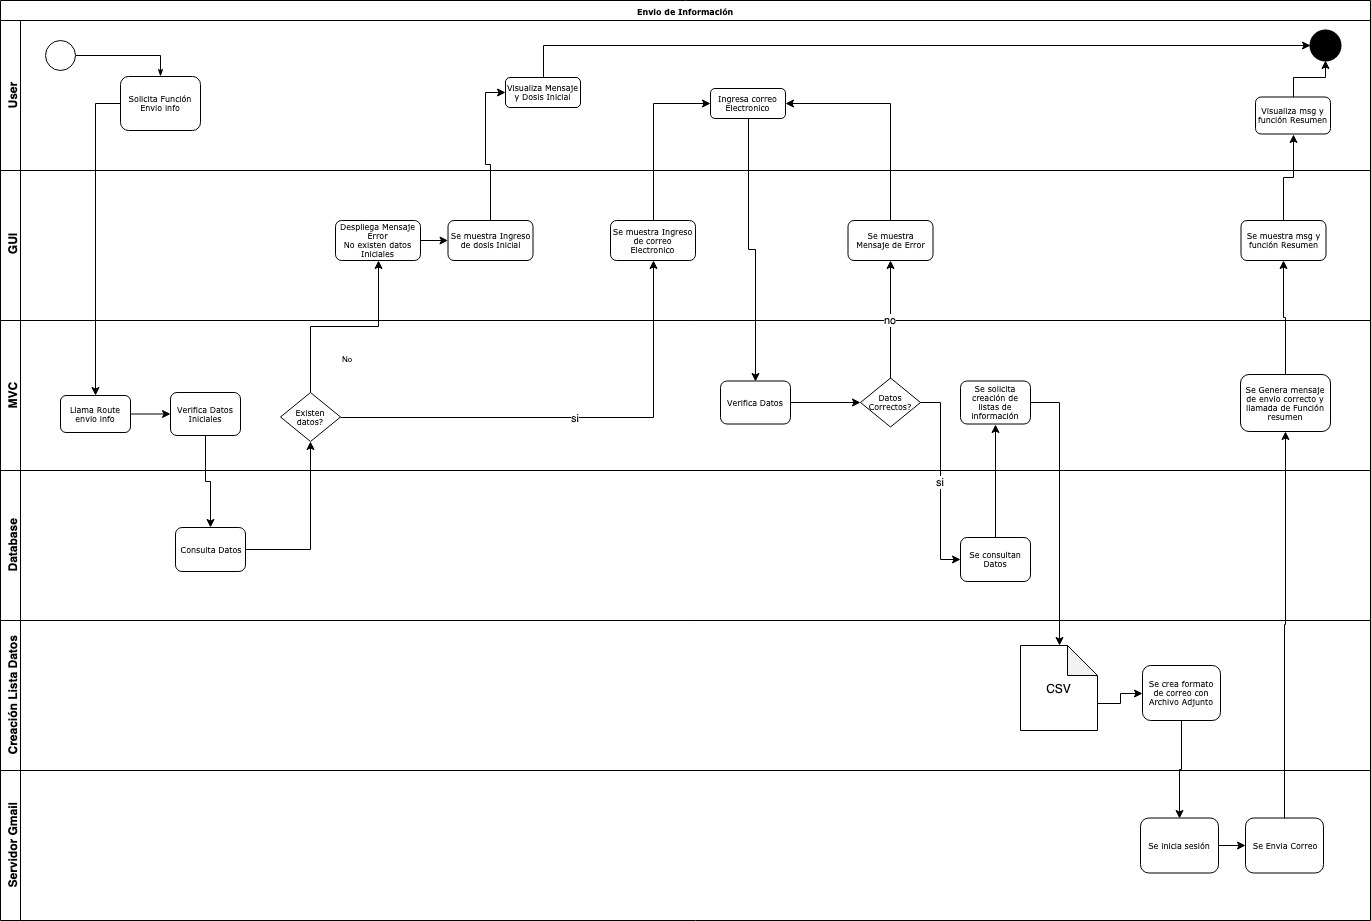 Envio de Información
User
Solicita Función
Envio info
Visualiza Mensaje
y Dosis Inicial
Ingresa correo
Electronico
Visualiza msg y
función Resumen
GUI
Despliega Mensaje
Error
No existen datos
Iniciales
Se muestra Ingreso
de dosis Inicial
Se muestra Ingreso
de correo
Electronico
Se muestra
Mensaje de Error
Se muestra msg y
función Resumen
MVC
Llama Route
envio info
Verifica Datos
Iniciales
Existen
datos?
No
si
Verifica Datos
no
Datos
Correctos?
Se solicita
creación de
listas de
información
Se Genera mensaje
de envio correcto y
llamada de Función
resumen
Database
Consulta Datos
si
Se consultan
Datos
Creación Lista Datos
CSV
Se crea formato
de correo con
Archivo Adjunto
Servidor Gmail
Se inicia sesión
Se Envia Correo